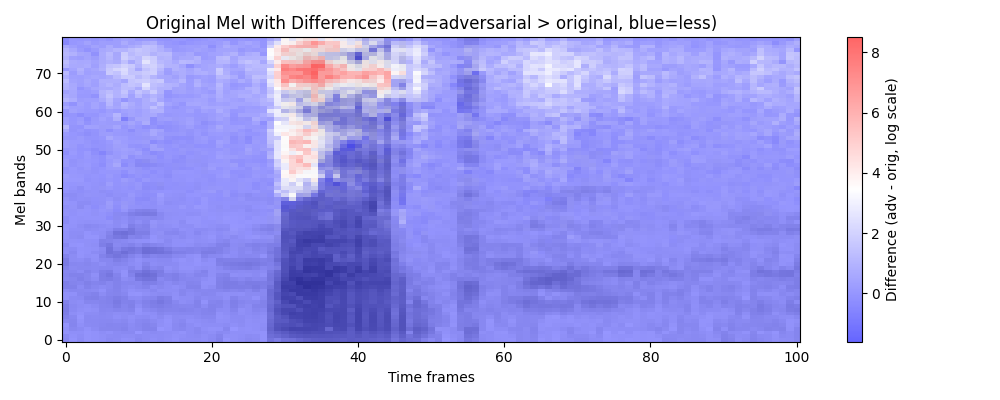 Original Mel with Differences (red=adversarial > original, blue=less)
Mel bands
70
60
50
40
30
20
10
0
0 20 40 60 80 100
Time frames
8
6
4
2
0
Difference (adv - orig, log scale)